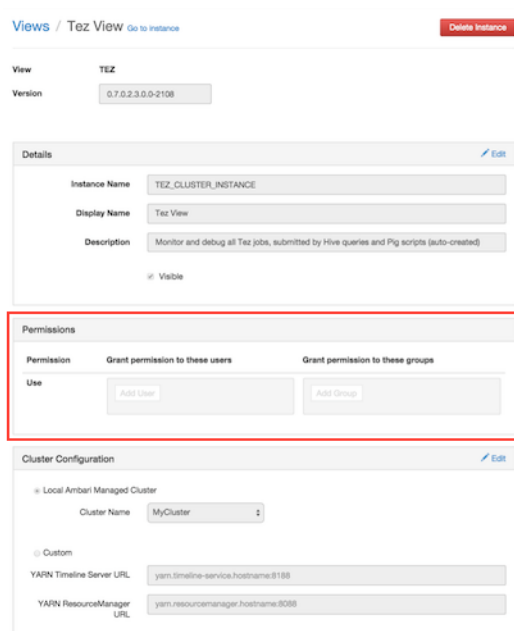 Views / Tez View Go to instance
Delete Instance
View TEZ
Version 0.7.0.2.3.0.0-2108
Details Edit
Instance Name TEZ_CLUSTER_INSTANCE
Display Name Tez View
Description Monitor and debug all Tez jobs, submitted by Hive queries and Pig scripts (auto-created)
Visible
Permissions
Permission Grant permission to these users Grant permission to these groups
Use Add User Add Group
Cluster Configuration Edit
Local Ambari Managed Cluster
Cluster Name MyCluster
Custom
YARN Timeline Server URL yarn.timeline-service.hostname:8188
YARN ResourceManager
URL yarn.resourcemanager.hostname:8088